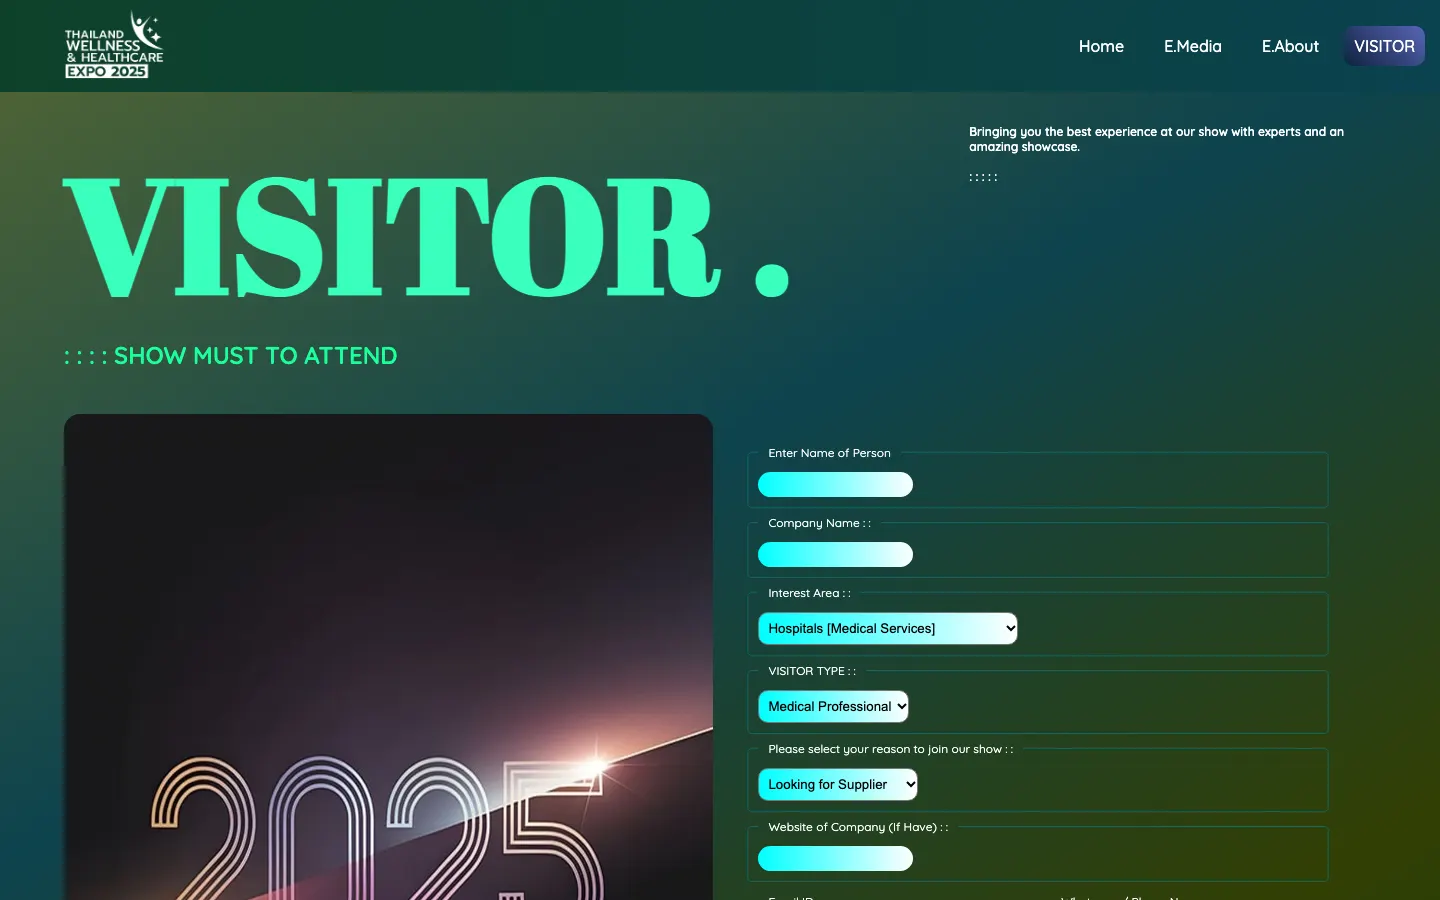 THAILAND
WELLNESS
& HEALTHCARE
EXPO 2025
Home
E.Media
E.About
VISITOR
Bringing you the best experience at our show with experts and an
amazing showcase.
: : : : :
VISITOR .
: : : : SHOW MUST TO ATTEND
2025
Enter Name of Person
Company Name : :
Interest Area : :
Hospitals [Medical Services]
VISITOR TYPE : :
Medical Professional
Please select your reason to join our show : :
Looking for Supplier
Website of Company (If Have) : :